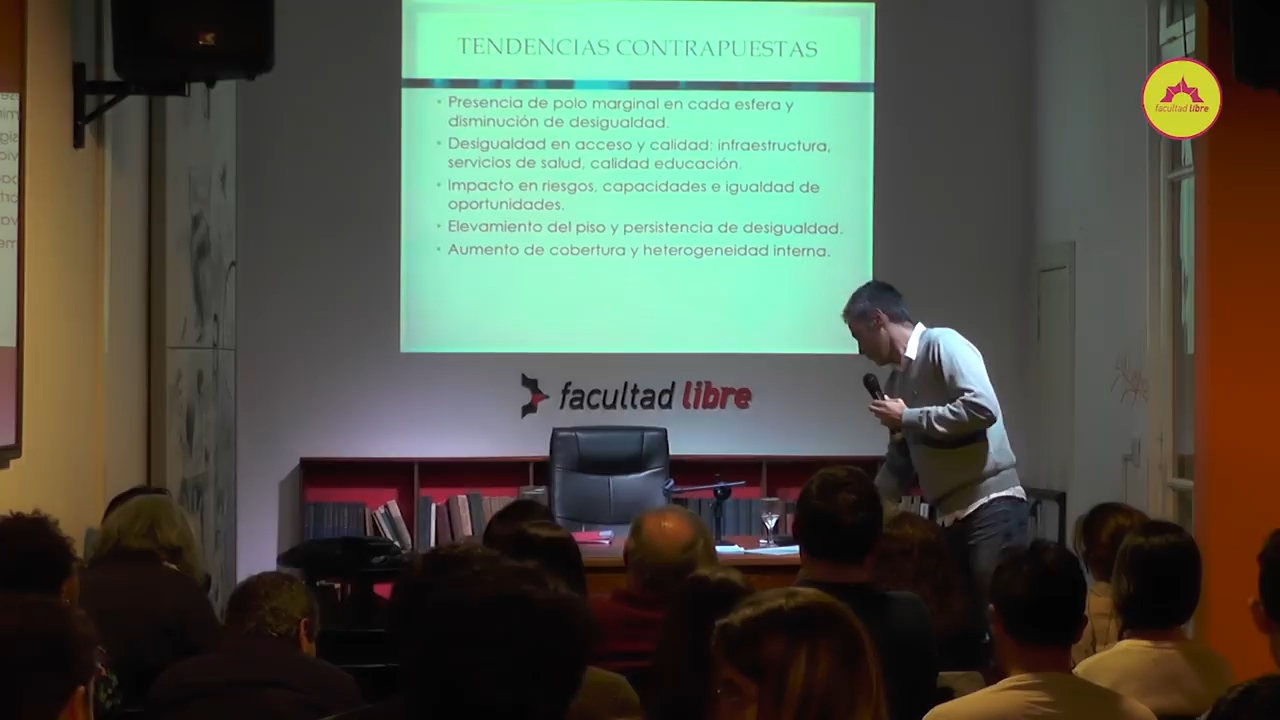 TENDENCIAS CONTRAPUESTAS
• Presencia de polo marginal en cada esfera y
disminución de desigualdad.
• Desigualdad en acceso y calidad: infraestructura,
servicios de salud, calidad educación.
• Impacto en riesgos, capacidades e igualdad de
oportunidades.
• Elevamiento del piso y persistencia de desigualdad.
• Aumento de cobertura y heterogeneidad interna.
facultad libre
facultad libre